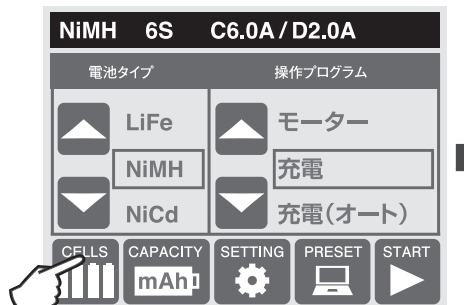 NiMH 6S C6.0A/D2.0A
電池タイプ 操作プログラム
LiFe モーター
NiMH 充電
NiCd 充電(オート)
CELLS CAPACITY SETTING PRESET START
mAh